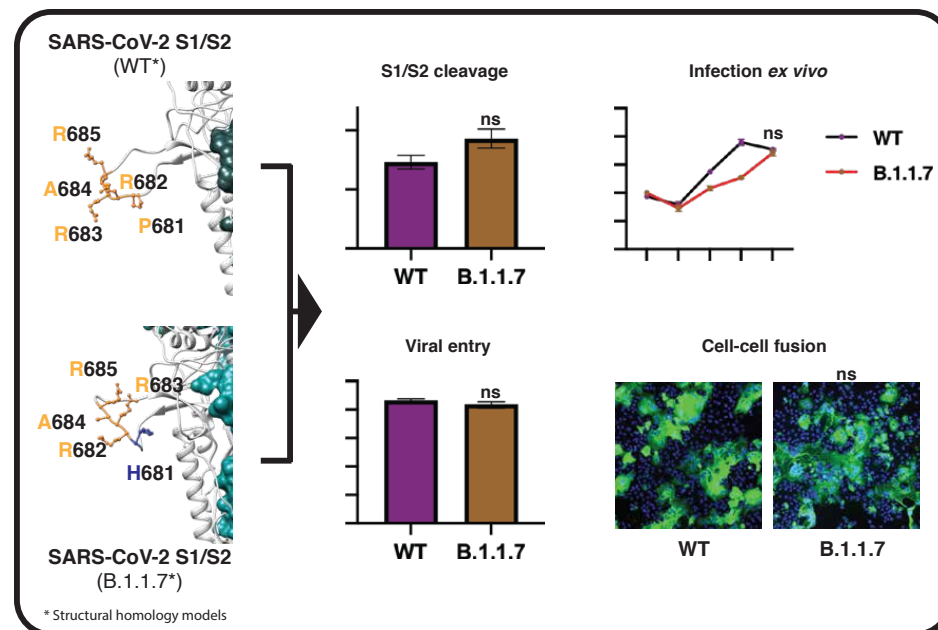 SARS-CoV-2 S1/S2
(WT*)
R685
A684
R682
R683
P681
R685
R683
A684
R682
H681
SARS-CoV-2 S1/S2
(B.1.1.7*)
* Structural homology models
S1/S2 cleavage
ns
WT
B.1.1.7
Infection ex vivo
ns
WT
B.1.1.7
Viral entry
ns
WT
B.1.1.7
Cell-cell fusion
ns
WT
B.1.1.7